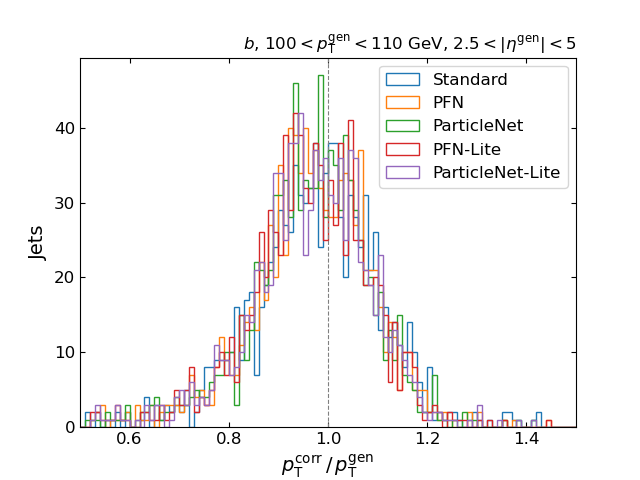 b, 100 < p_T^gen < 110 GeV, 2.5 < |η^gen| < 5
Standard
PFN
ParticleNet
PFN-Lite
ParticleNet-Lite
Jets
40
30
20
10
0
0.6 0.8 1.0 1.2 1.4
p_T^corr / p_T^gen